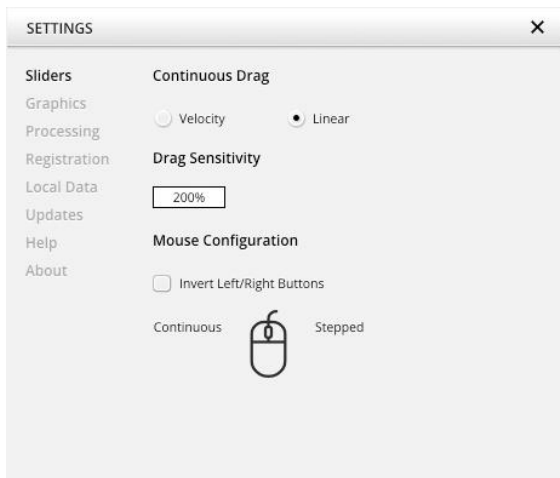 SETTINGS
Sliders
Graphics
Processing
Registration
Local Data
Updates
Help
About
Continuous Drag
Velocity Linear
Drag Sensitivity
200%
Mouse Configuration
Invert Left/Right Buttons
Continuous Stepped